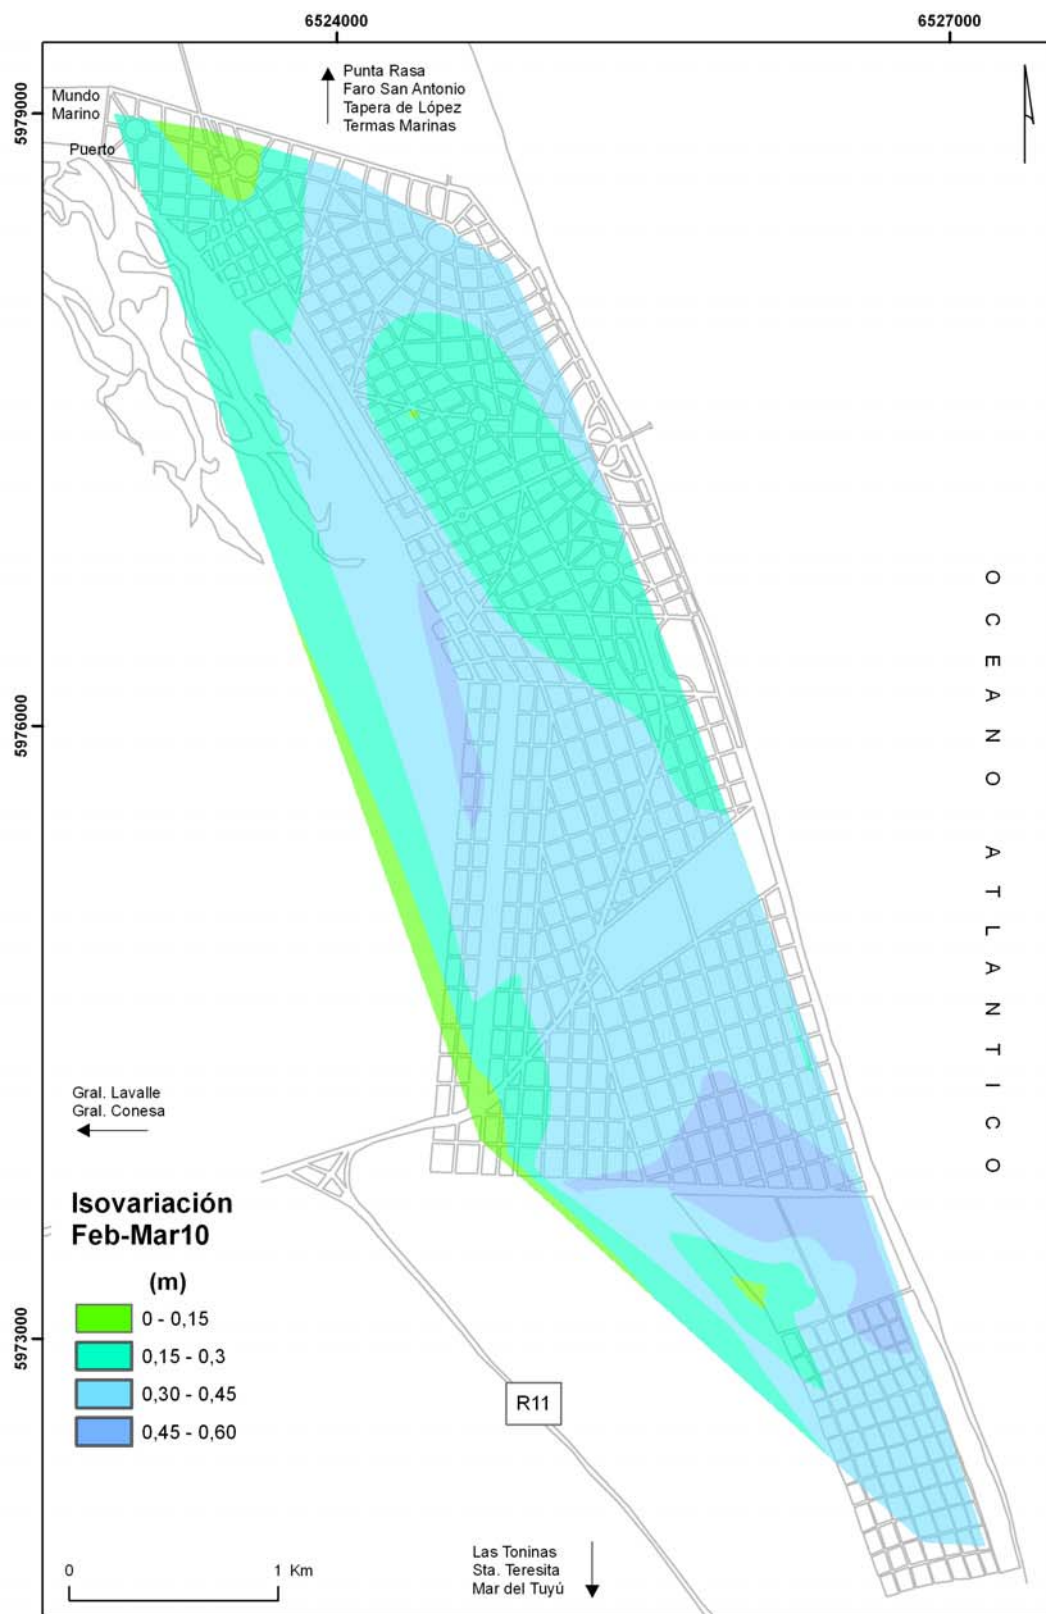 6524000
6527000
Punta Rasa
Faro San Antonio
Tapera de López
Termas Marinas
Mundo
Marino
Puerto
5979000
5976000
5973000
OCEANO ATLANTICO
Gral. Lavalle
Gral. Conesa
Isovariación
Feb-Mar10
(m)
0 - 0,15
0,15 - 0,3
0,30 - 0,45
0,45 - 0,60
R11
0 1 Km
Las Toninas
Sta. Teresita
Mar del Tuyú